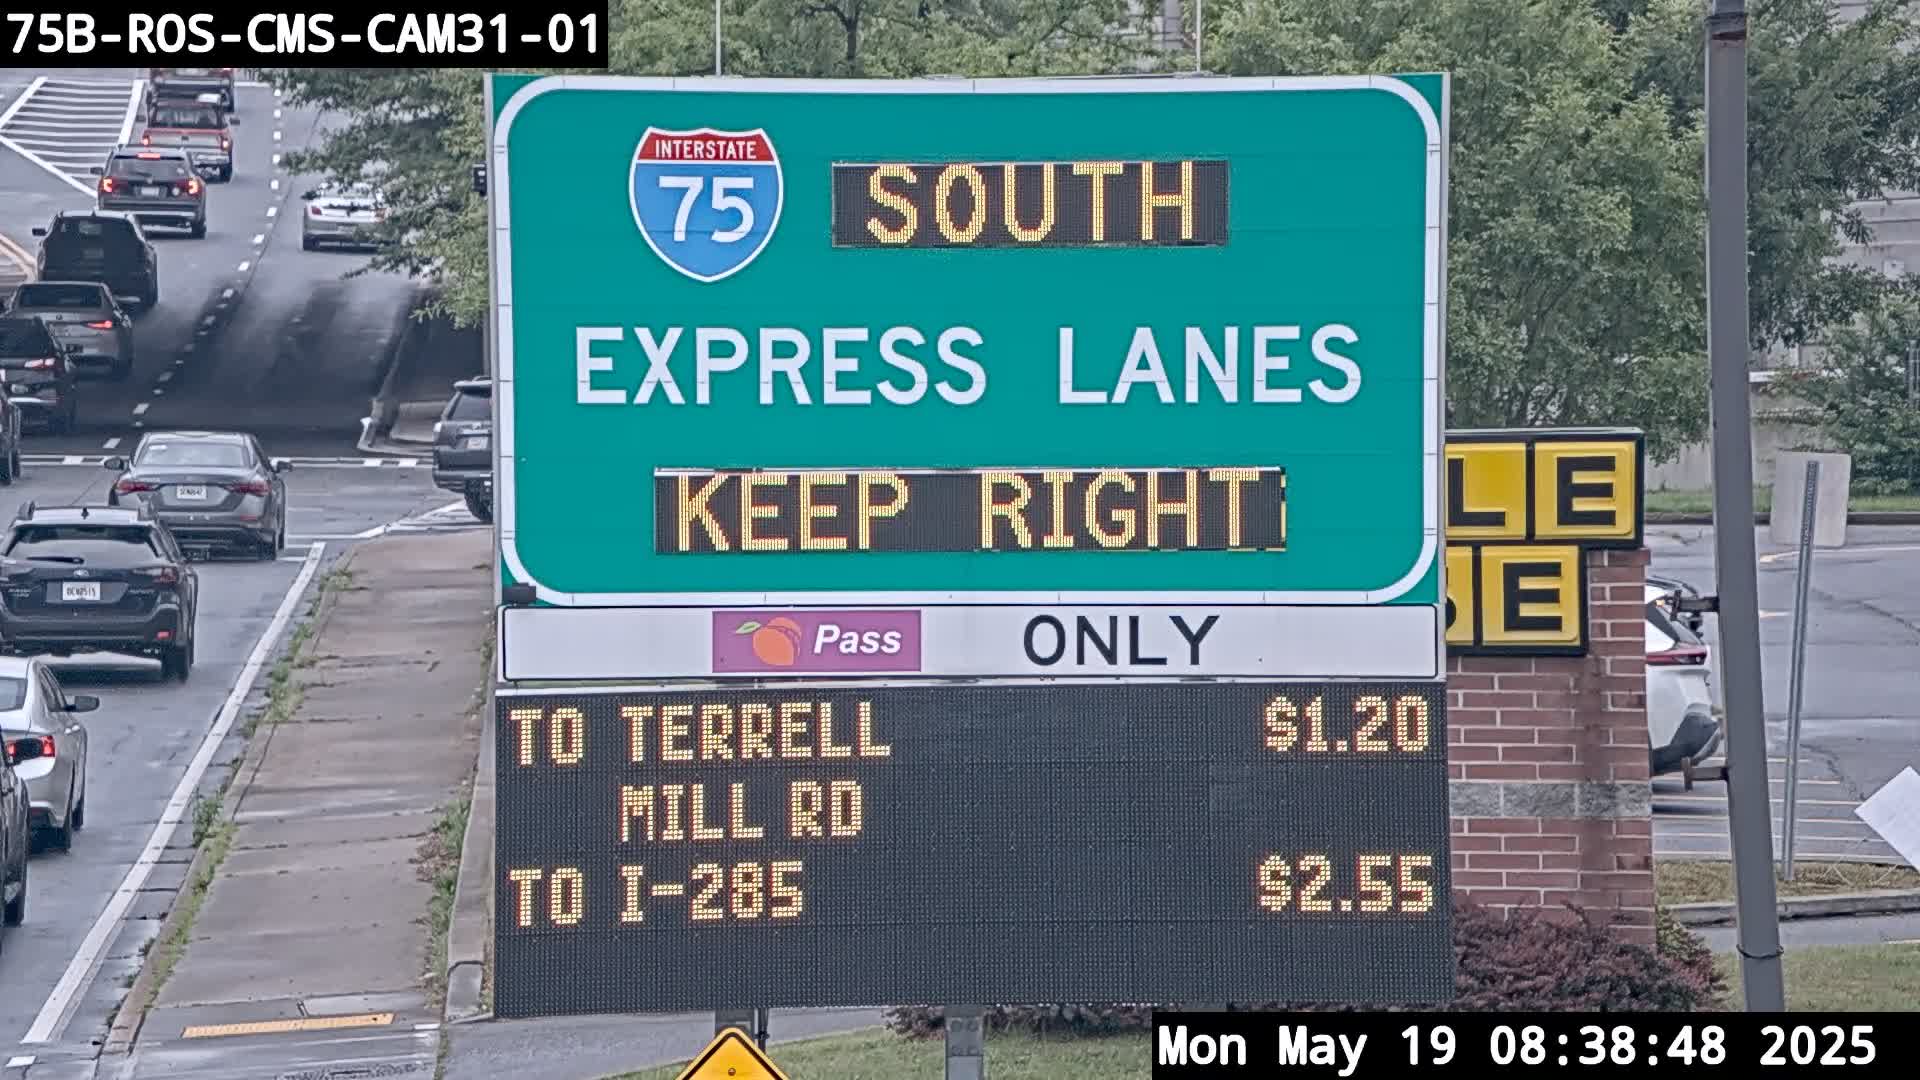 75B-ROS-CMS-CAM31-01
INTERSTATE
75
SOUTH
EXPRESS LANES
KEEP RIGHT
LE
E
Pass
ONLY
TO TERRELL $1.20
MILL RD
TO I-285 $2.55
Mon May 19 08:38:48 2025